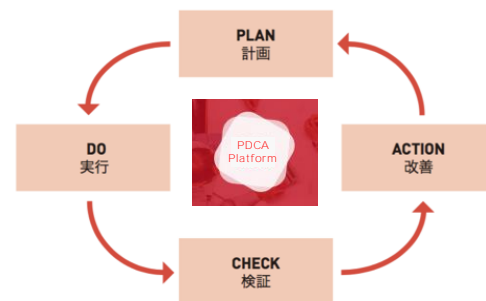 PLAN
計画
DO
実行
PDCA
Platform
ACTION
改善
CHECK
検証